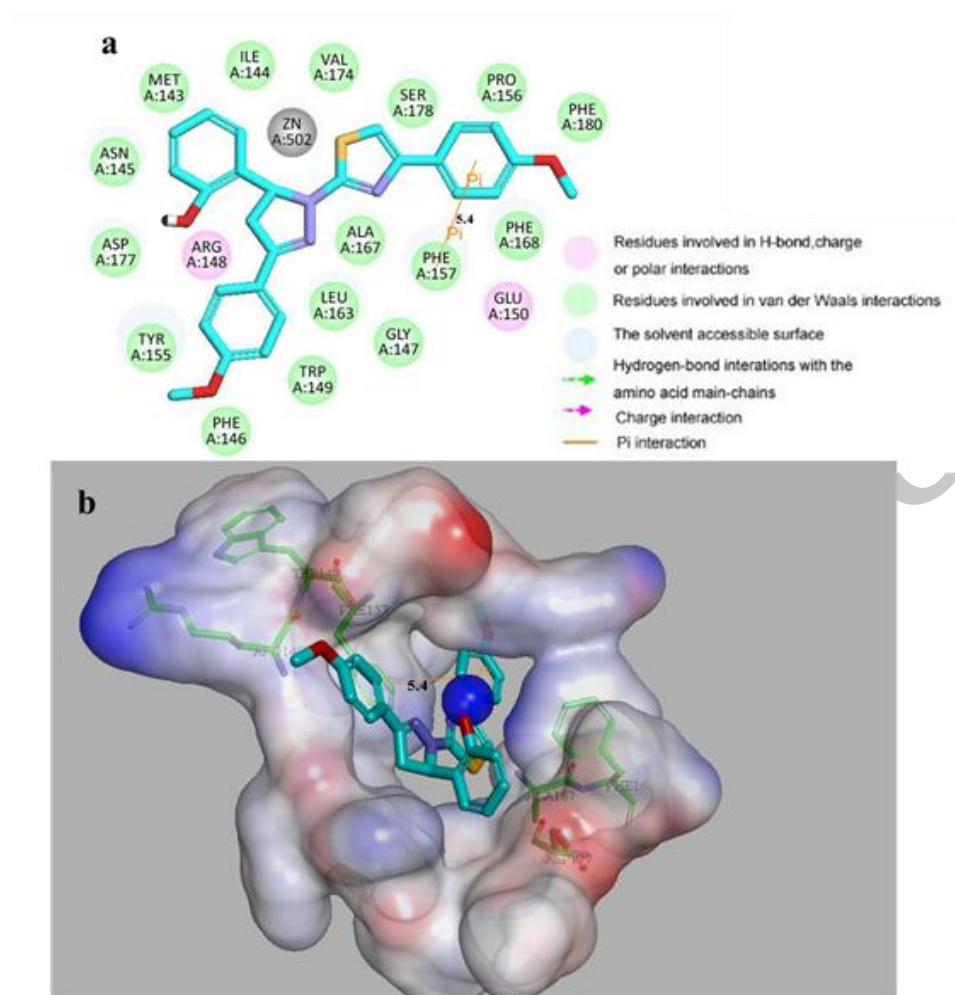 a
ILE
A:144
VAL
A:174
MET
A:143
SER
A:178
PRO
A:156
PHE
A:180
ZN
A:502
ASN
A:145
Pi
5.4
Pi
ASP
A:177
ARG
A:148
ALA
A:167
PHE
A:157
PHE
A:168
LEU
A:163
GLU
A:150
GLY
A:147
TYR
A:155
TRP
A:149
PHE
A:146
Residues involved in H-bond,charge
or polar interactions
Residues involved in van der Waals interactions
The solvent accessible surface
Hydrogen-bond interations with the
amino acid main-chains
Charge interaction
Pi interaction
b
PHE157
5.4